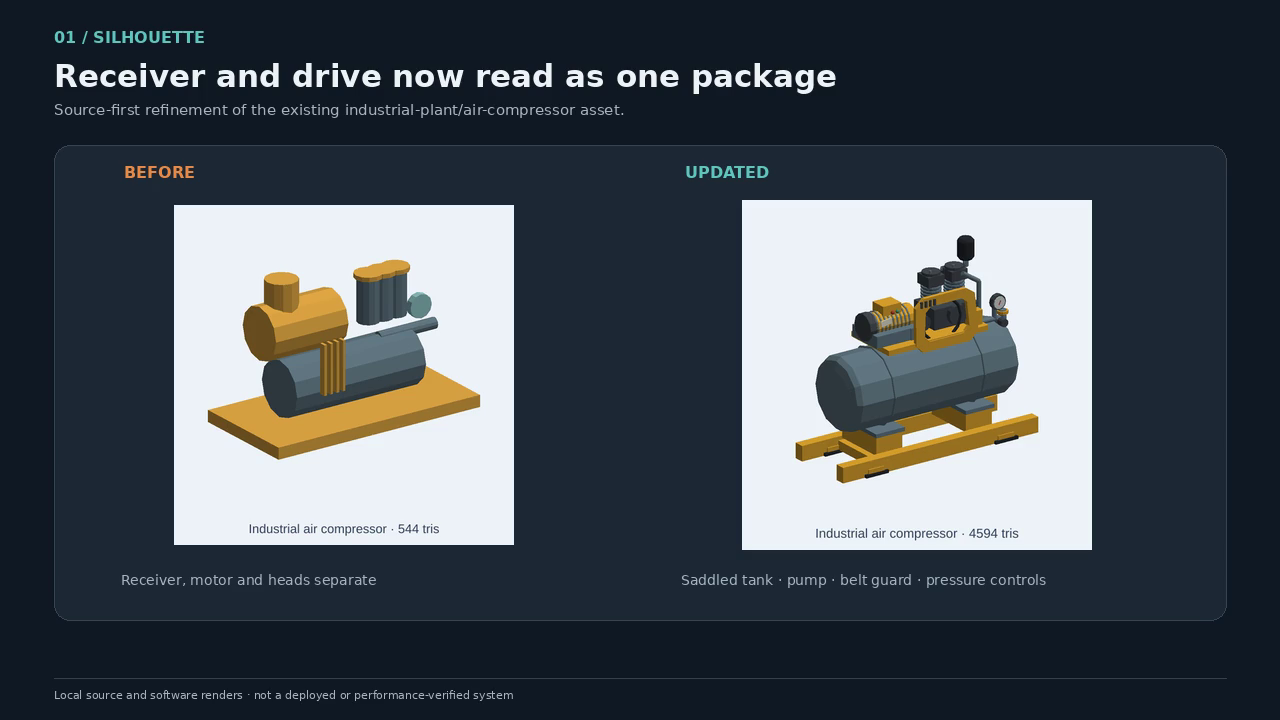 01 / SILHOUETTE
Receiver and drive now read as one package
Source-first refinement of the existing industrial-plant/air-compressor asset.
BEFORE
UPDATED
Industrial air compressor · 544 tris
Industrial air compressor · 4594 tris
Receiver, motor and heads separate
Saddled tank · pump · belt guard · pressure controls
Local source and software renders · not a deployed or performance-verified system